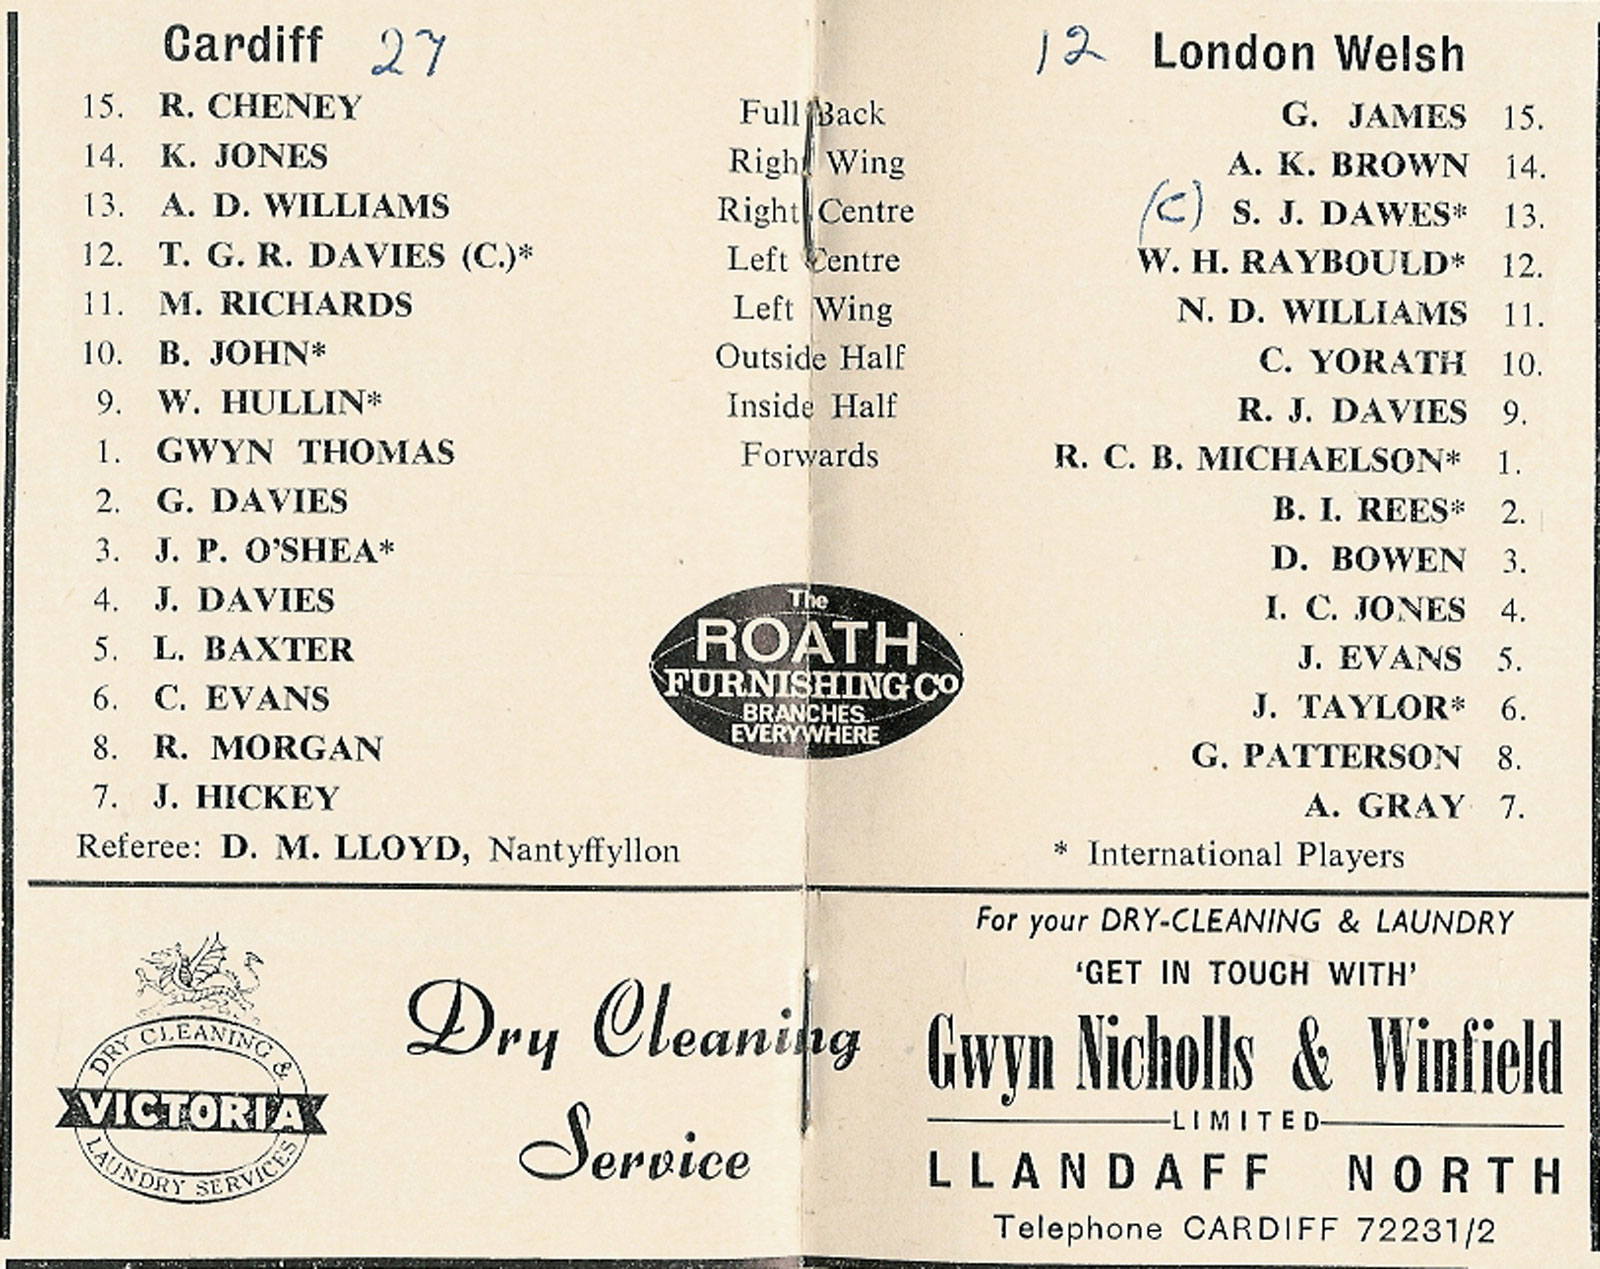 Cardiff 27
15. R. CHENEY
14. K. JONES
13. A. D. WILLIAMS
12. T. G. R. DAVIES (C.)*
11. M. RICHARDS
10. B. JOHN*
9. W. HULLIN*
1. GWYN THOMAS
2. G. DAVIES
3. J. P. O'SHEA*
4. J. DAVIES
5. L. BAXTER
6. C. EVANS
8. R. MORGAN
7. J. HICKEY
Referee: D. M. LLOYD, Nantyffyllon
Full Back
Right Wing
Right Centre
Left Centre
Left Wing
Outside Half
Inside Half
Forwards
The
ROATH
FURNISHING CO
BRANCHES
EVERYWHERE
12 London Welsh
G. JAMES 15.
A. K. BROWN 14.
(C) S. J. DAWES* 13.
W. H. RAYBOULD* 12.
N. D. WILLIAMS 11.
C. YORATH 10.
R. J. DAVIES 9.
R. C. B. MICHAELSON* 1.
B. I. REES* 2.
D. BOWEN 3.
I. C. JONES 4.
J. EVANS 5.
J. TAYLOR* 6.
G. PATTERSON 8.
A. GRAY 7.
* International Players
DRY CLEANING &
VICTORIA
LAUNDRY SERVICES
Dry Cleaning
Service
For your DRY-CLEANING & LAUNDRY
'GET IN TOUCH WITH'
Gwyn Nicholls & Winfield
LIMITED
LLANDAFF NORTH
Telephone CARDIFF 72231/2